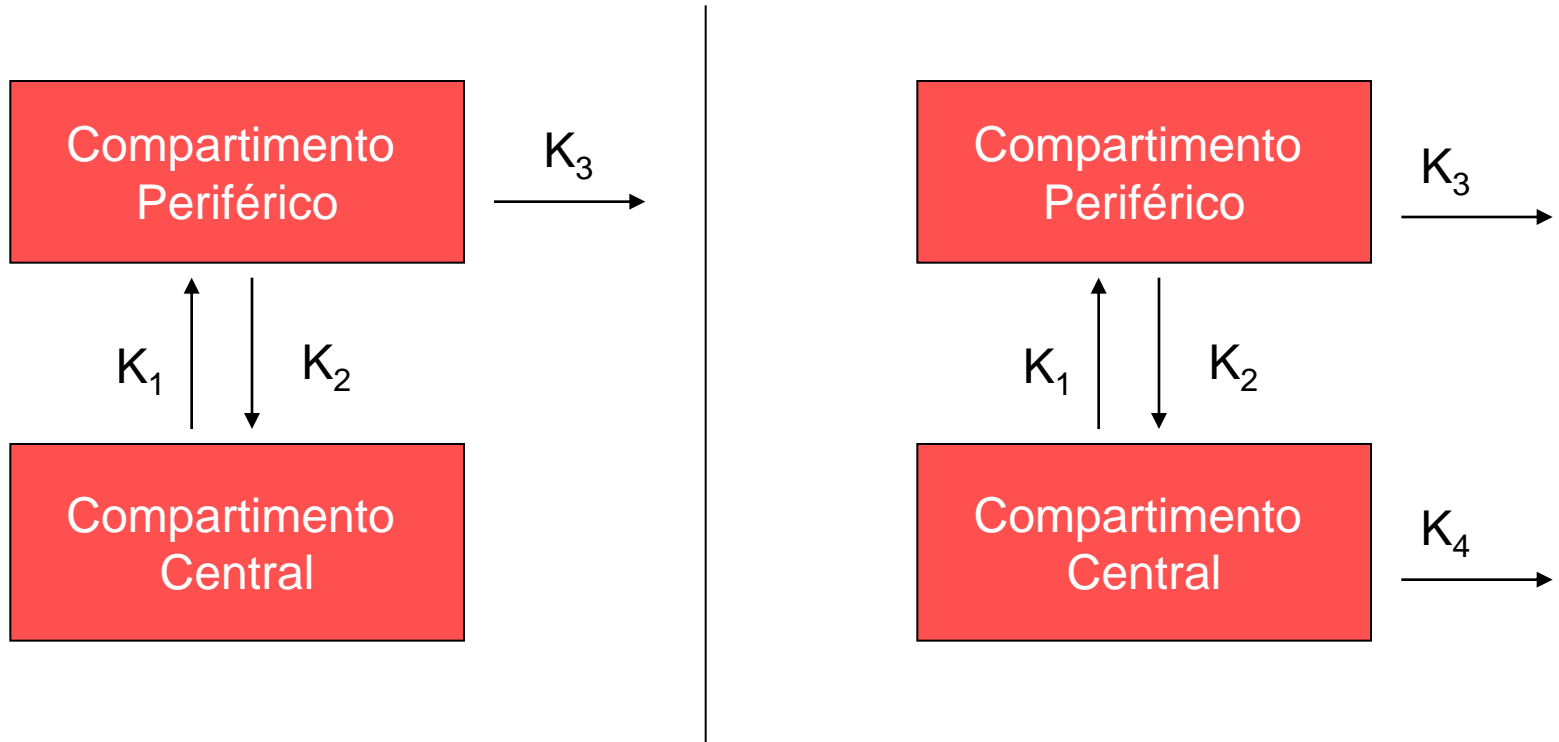 Compartimento
Periférico
K₃
K₁
K₂
Compartimento
Central
Compartimento
Periférico
K₃
K₁
K₂
Compartimento
Central
K₄